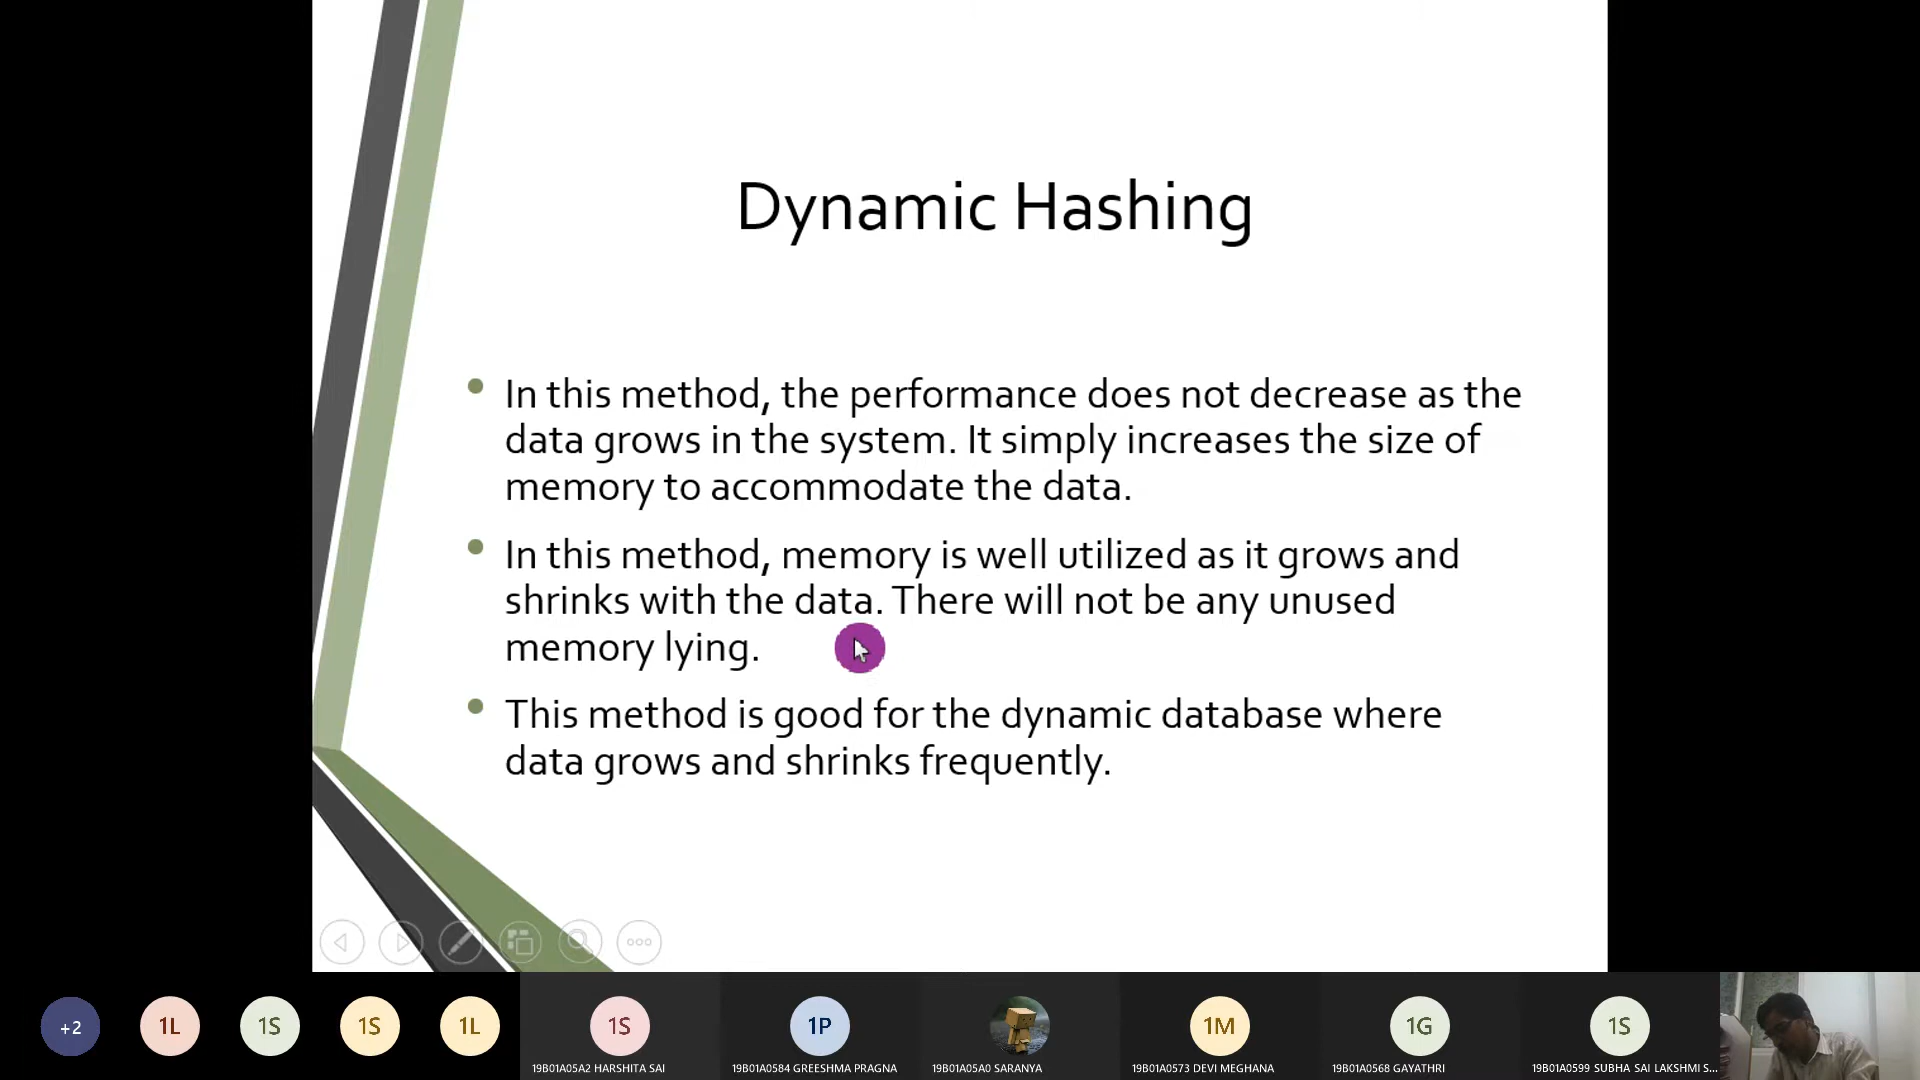 Dynamic Hashing
In this method, the performance does not decrease as the
data grows in the system. It simply increases the size of
memory to accommodate the data.
In this method, memory is well utilized as it grows and
shrinks with the data. There will not be any unused
memory lying.
This method is good for the dynamic database where
data grows and shrinks frequently.
+2
1L
1S
1S
1L
1S
1P
1M
1G
1S
19B01A05A2 HARSHITA SAI
19B01A0584 GREESHMA PRAGNA
19B01A05A0 SARANYA
19B01A0573 DEVI MEGHANA
19B01A0568 GAYATHRI
19B01A0599 SUBHA SAI LAKSHMI S...